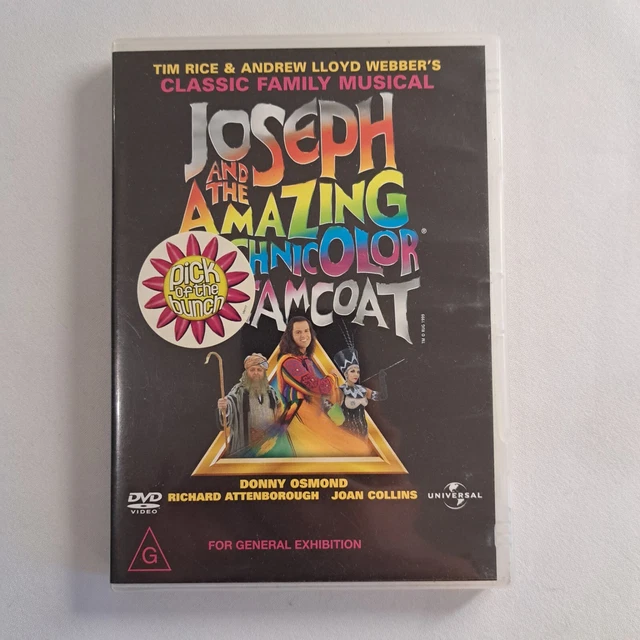 TIM RICE & ANDREW LLOYD WEBBER'S
CLASSIC FAMILY MUSICAL
JOSEPH
AND
THE
AMAZING
CHNICOLOR®
AMCOAT
pick
of the
bunch
DONNY OSMOND
RICHARD ATTENBOROUGH JOAN COLLINS
DVD
VIDEO
UNIVERSAL
G
FOR GENERAL EXHIBITION